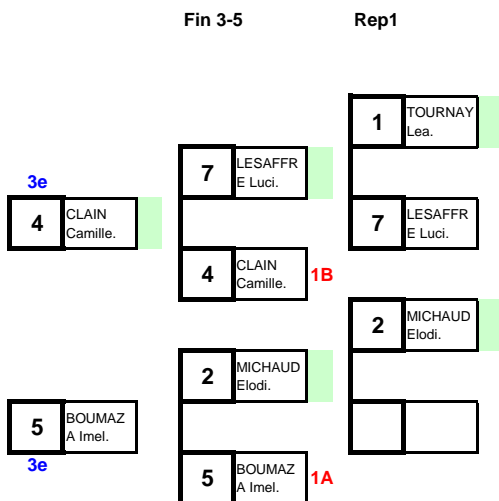 Fin 3-5
Rep1
1
TOURNAY
Lea.
7
LESAFFR
E Luci.
3e
4
CLAIN
Camille.
7
LESAFFR
E Luci.
4
CLAIN
Camille.
1B
2
MICHAUD
Elodi.
2
MICHAUD
Elodi.
5
BOUMAZ
A Imel.
3e
5
BOUMAZ
A Imel.
1A